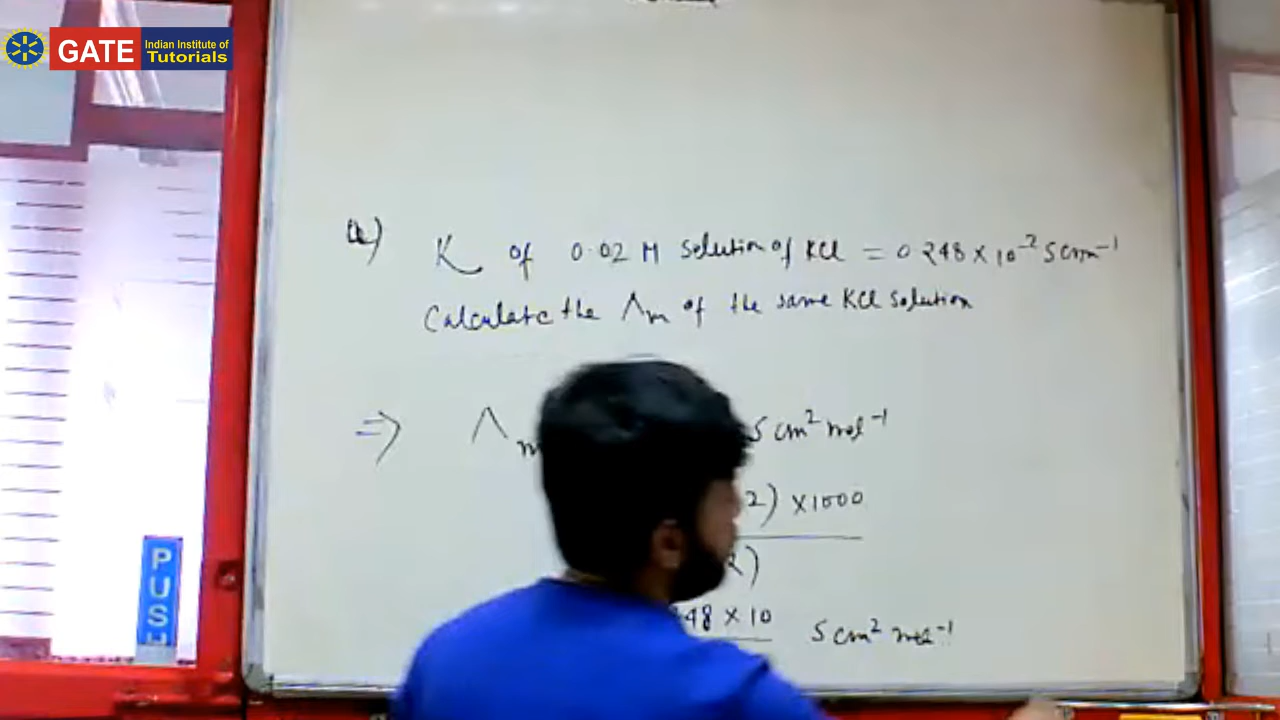 GATE
Indian Institute of
Tutorials
Q) K of 0.02 M solution of KCl = 0.248 × 10⁻² S cm⁻¹
Calculate the Λm of the same KCl solution
⇒ Λm S cm² mol⁻¹
2) ×1000
2)
48 × 10 S cm² mol⁻¹
PUSH